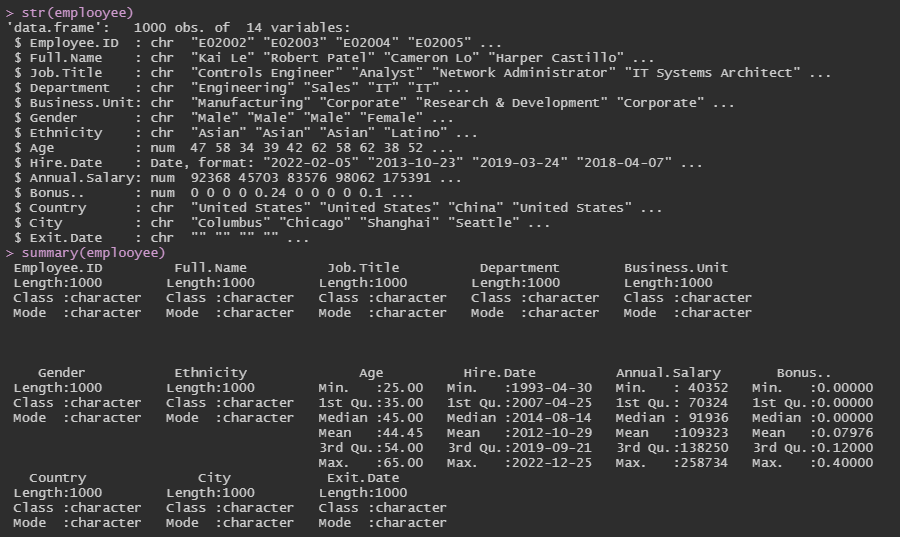 > str(emplooyee)
'data.frame':   1000 obs. of  14 variables:
 $ Employee.ID  : chr  "E02002" "E02003" "E02004" "E02005" ...
 $ Full.Name    : chr  "Kai Le" "Robert Patel" "Cameron Lo" "Harper Castillo" ...
 $ Job.Title    : chr  "Controls Engineer" "Analyst" "Network Administrator" "IT Systems Architect" ...
 $ Department   : chr  "Engineering" "Sales" "IT" "IT" ...
 $ Business.Unit: chr  "Manufacturing" "Corporate" "Research & Development" "Corporate" ...
 $ Gender       : chr  "Male" "Male" "Male" "Female" ...
 $ Ethnicity    : chr  "Asian" "Asian" "Asian" "Latino" ...
 $ Age          : num  47 58 34 39 42 62 58 62 38 52 ...
 $ Hire.Date    : Date, format: "2022-02-05" "2013-10-23" "2019-03-24" "2018-04-07" ...
 $ Annual.Salary: num  92368 45703 83576 98062 175391 ...
 $ Bonus..      : num  0 0 0 0 0.24 0 0 0 0 0.1 ...
 $ Country      : chr  "United States" "United States" "China" "United States" ...
 $ City         : chr  "Columbus" "Chicago" "Shanghai" "Seattle" ...
 $ Exit.Date    : chr  "" "" "" "" ...
> summary(emplooyee)
 Employee.ID         Full.Name          Job.Title          Department        Business.Unit
 Length:1000        Length:1000        Length:1000        Length:1000        Length:1000
 Class :character   Class :character   Class :character   Class :character   Class :character
 Mode  :character   Mode  :character   Mode  :character   Mode  :character   Mode  :character
    Gender           Ethnicity              Age          Hire.Date          Annual.Salary       Bonus..
 Length:1000        Length:1000        Min.   :25.00   Min.   :1993-04-30   Min.   : 40352   Min.   :0.00000
 Class :character   Class :character   1st Qu.:35.00   1st Qu.:2007-04-25   1st Qu.: 70324   1st Qu.:0.00000
 Mode  :character   Mode  :character   Median :45.00   Median :2014-08-14   Median : 91936   Median :0.00000
                                       Mean   :44.45   Mean   :2012-10-29   Mean   :109323   Mean   :0.07976
                                       3rd Qu.:54.00   3rd Qu.:2019-09-21   3rd Qu.:138250   3rd Qu.:0.12000
                                       Max.   :65.00   Max.   :2022-12-25   Max.   :258734   Max.   :0.40000
   Country              City            Exit.Date
 Length:1000        Length:1000        Length:1000
 Class :character   Class :character   Class :character
 Mode  :character   Mode  :character   Mode  :character